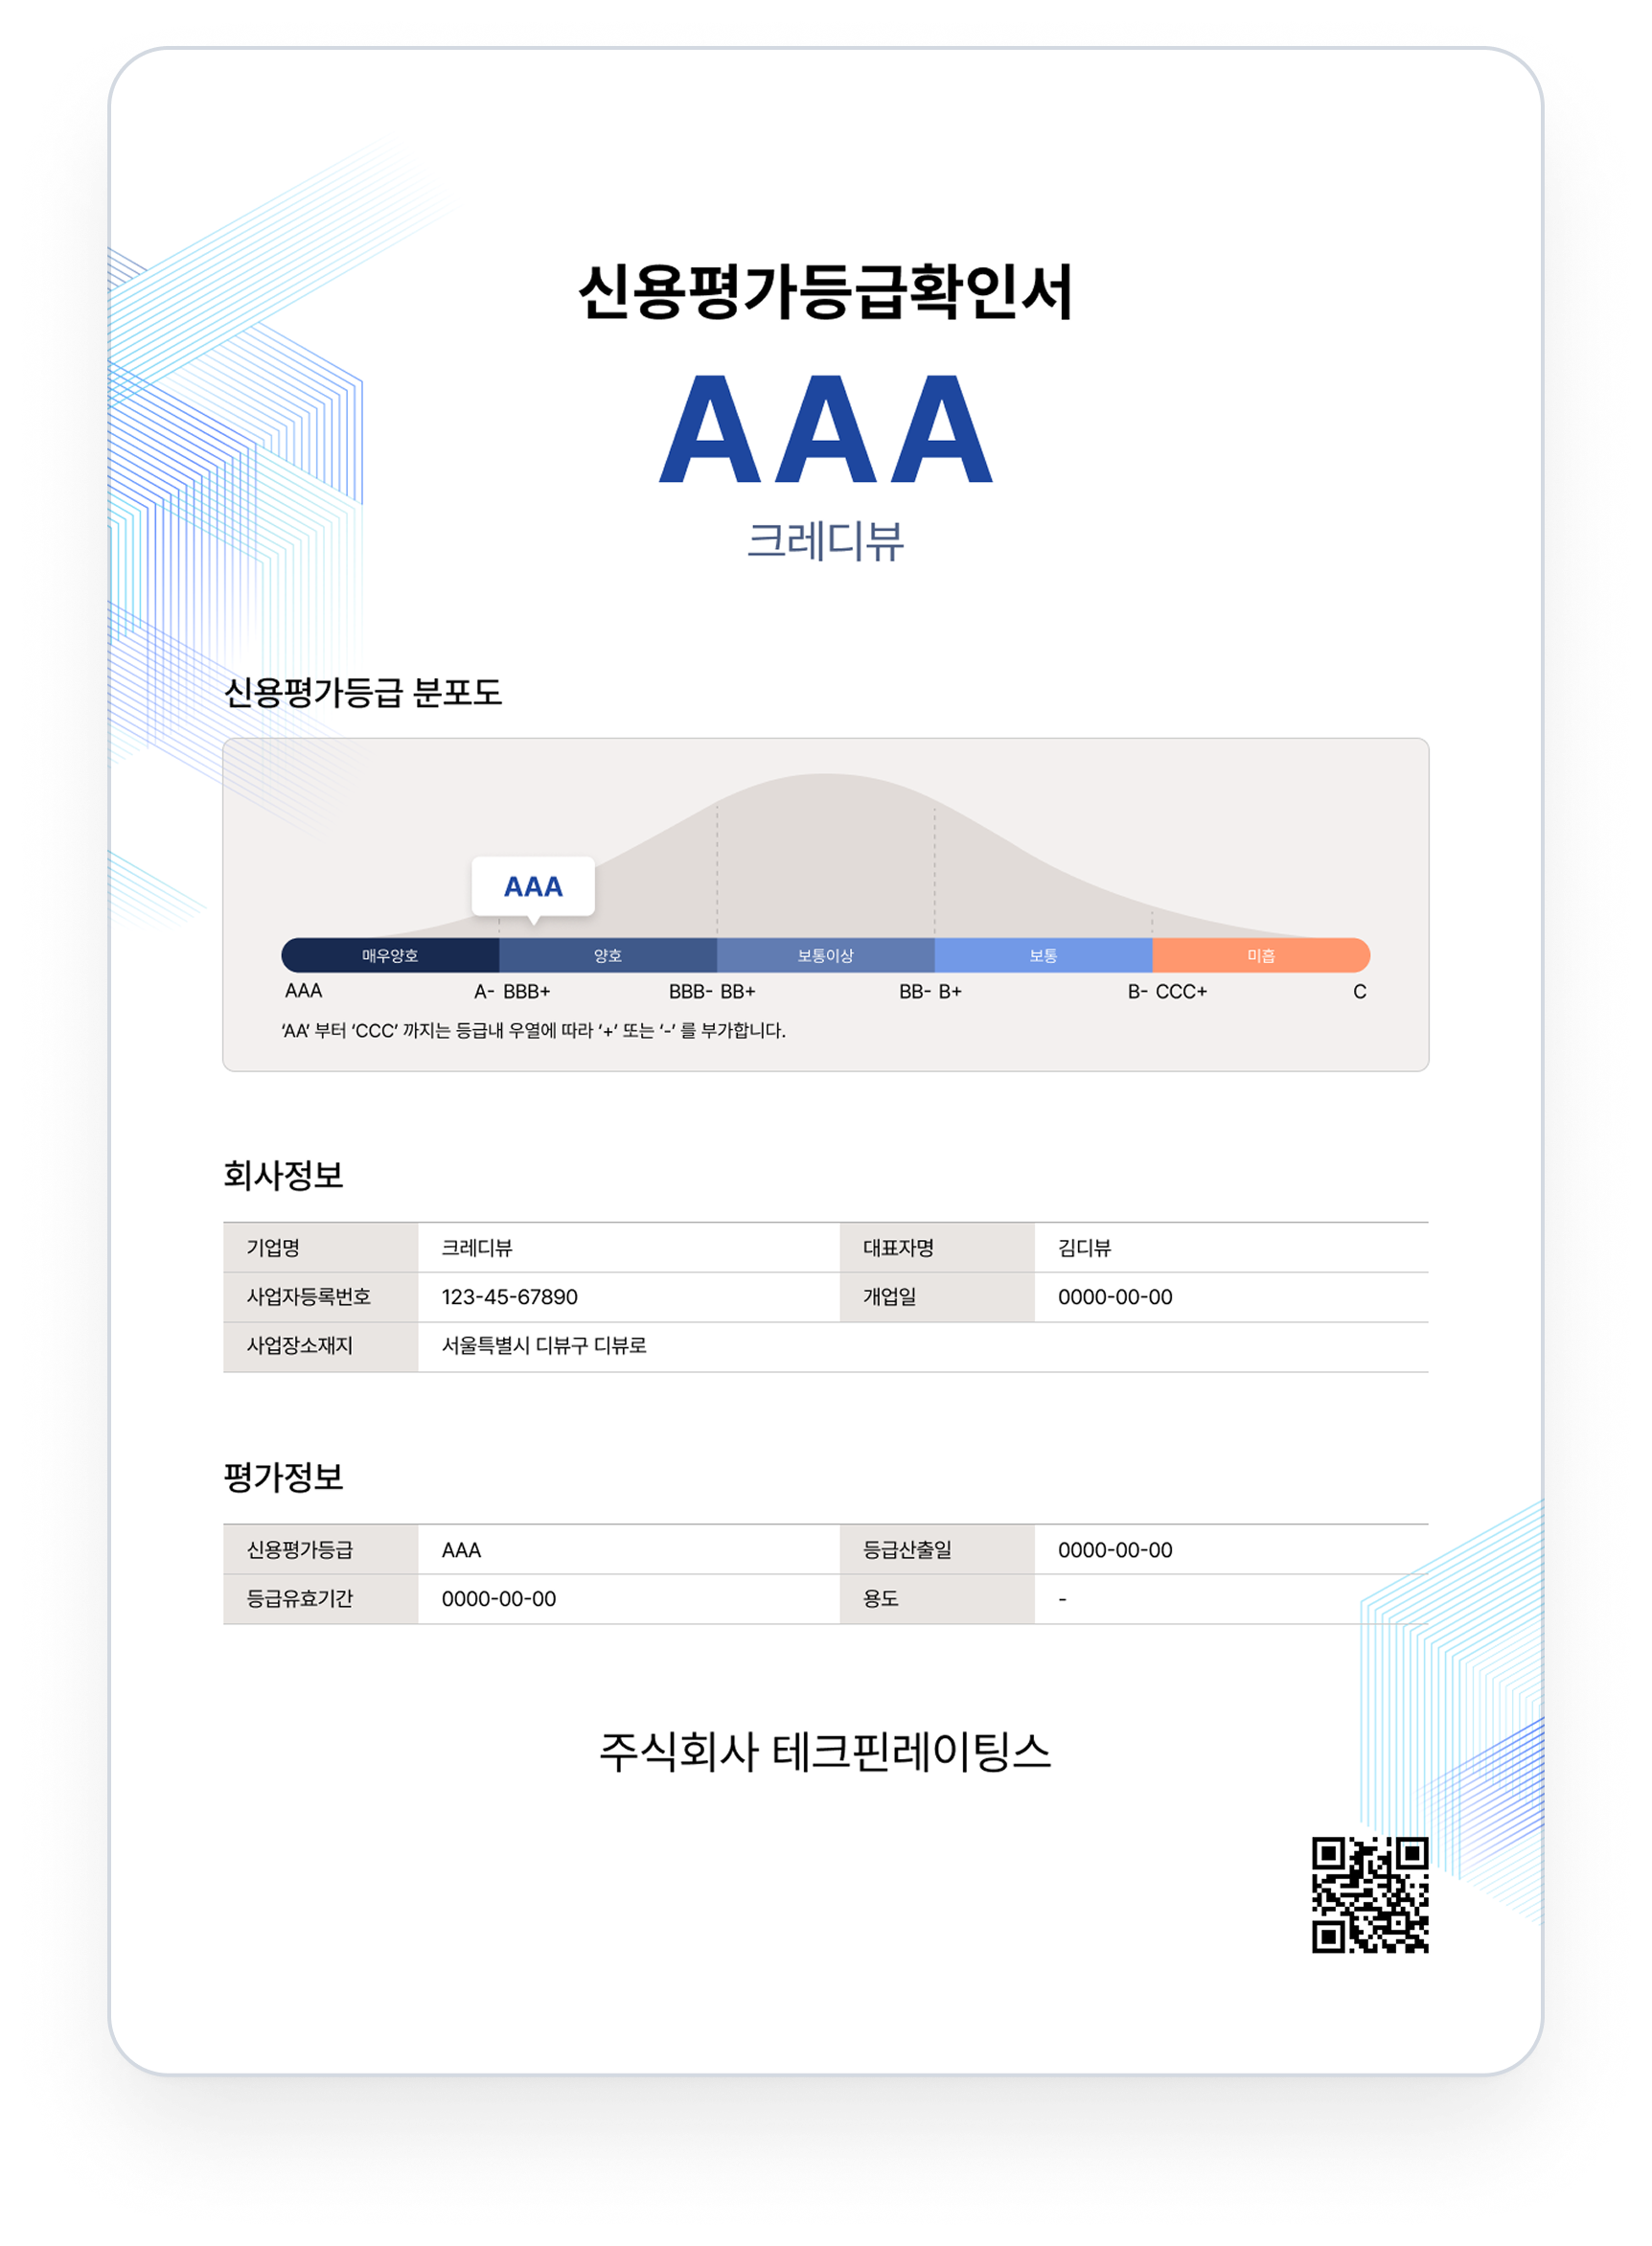 신용평가등급확인서
AAA
크레디뷰
신용평가등급 분포도
AAA
매우양호 양호 보통이상 보통 미흡
AAA A- BBB+ BBB- BB+ BB- B+ B- CCC+ C
‘AA’ 부터 ‘CCC’ 까지는 등급내 우열에 따라 ‘+’ 또는 ‘-’ 를 부가합니다.
회사정보
기업명 크레디뷰 대표자명 김디뷰
사업자등록번호 123-45-67890 개업일 0000-00-00
사업장소재지 서울특별시 디뷰구 디뷰로
평가정보
신용평가등급 AAA 등급산출일 0000-00-00
등급유효기간 0000-00-00 용도 -
주식회사 테크핀레이팅스